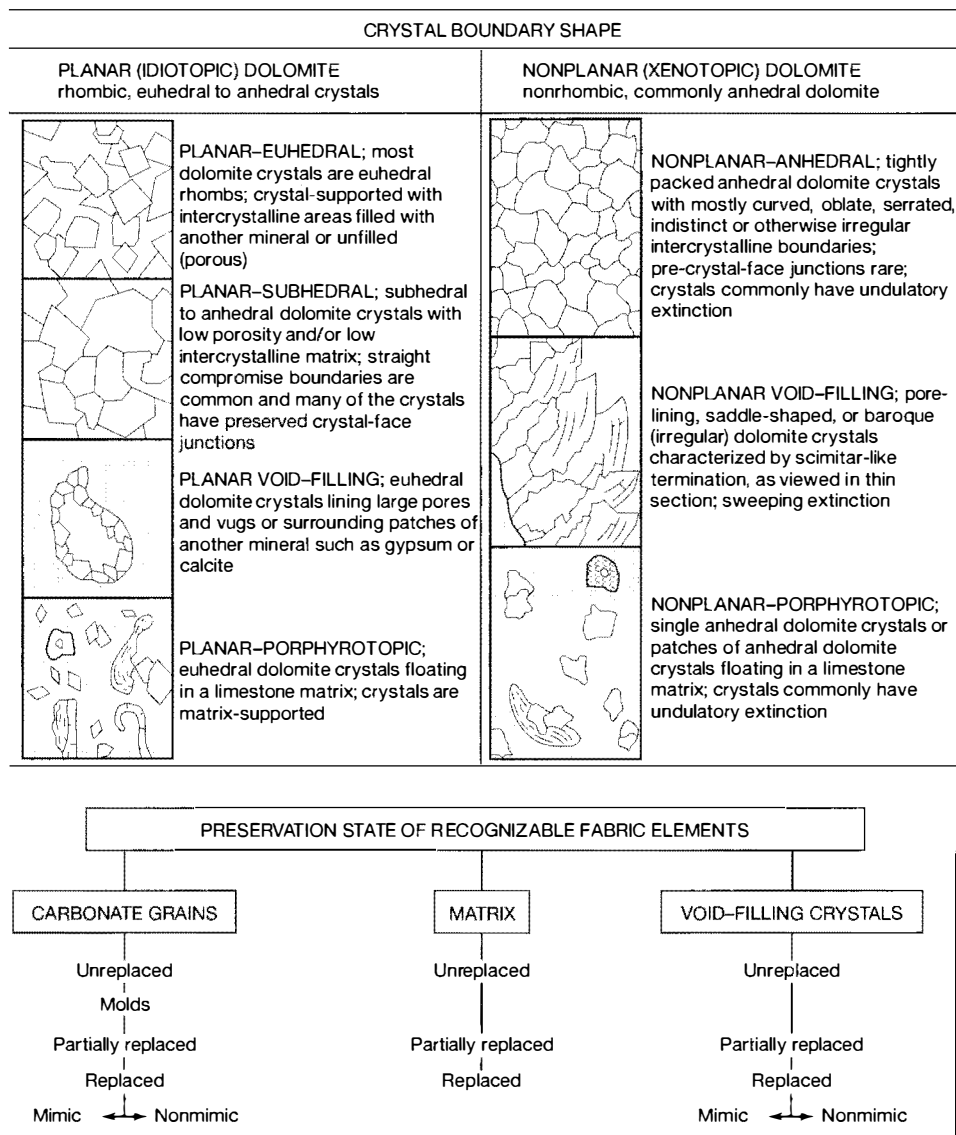 CRYSTAL BOUNDARY SHAPE
PLANAR (IDIOTOPIC) DOLOMITE
rhombic, euhedral to anhedral crystals
NONPLANAR (XENOTOPIC) DOLOMITE
nonrhombic, commonly anhedral dolomite
PLANAR–EUHEDRAL; most
dolomite crystals are euhedral
rhombs; crystal-supported with
intercrystalline areas filled with
another mineral or unfilled
(porous)
PLANAR–SUBHEDRAL; subhedral
to anhedral dolomite crystals with
low porosity and/or low
intercrystalline matrix; straight
compromise boundaries are
common and many of the crystals
have preserved crystal-face
junctions
PLANAR VOID–FILLING; euhedral
dolomite crystals lining large pores
and vugs or surrounding patches of
another mineral such as gypsum or
calcite
PLANAR–PORPHYROTOPIC;
euhedral dolomite crystals floating
in a limestone matrix; crystals are
matrix-supported
NONPLANAR–ANHEDRAL; tightly
packed anhedral dolomite crystals
with mostly curved, oblate, serrated,
indistinct or otherwise irregular
intercrystalline boundaries;
pre-crystal-face junctions rare;
crystals commonly have undulatory
extinction
NONPLANAR VOID–FILLING; pore-
lining, saddle-shaped, or baroque
(irregular) dolomite crystals
characterized by scimitar-like
termination, as viewed in thin
section; sweeping extinction
NONPLANAR–PORPHYROTOPIC;
single anhedral dolomite crystals or
patches of anhedral dolomite
crystals floating in a limestone
matrix; crystals commonly have
undulatory extinction
PRESERVATION STATE OF RECOGNIZABLE FABRIC ELEMENTS
CARBONATE GRAINS
Unreplaced
Molds
Partially replaced
Replaced
Mimic Nonmimic
MATRIX
Unreplaced
Partially replaced
Replaced
VOID–FILLING CRYSTALS
Unreplaced
Partially replaced
Replaced
Mimic Nonmimic